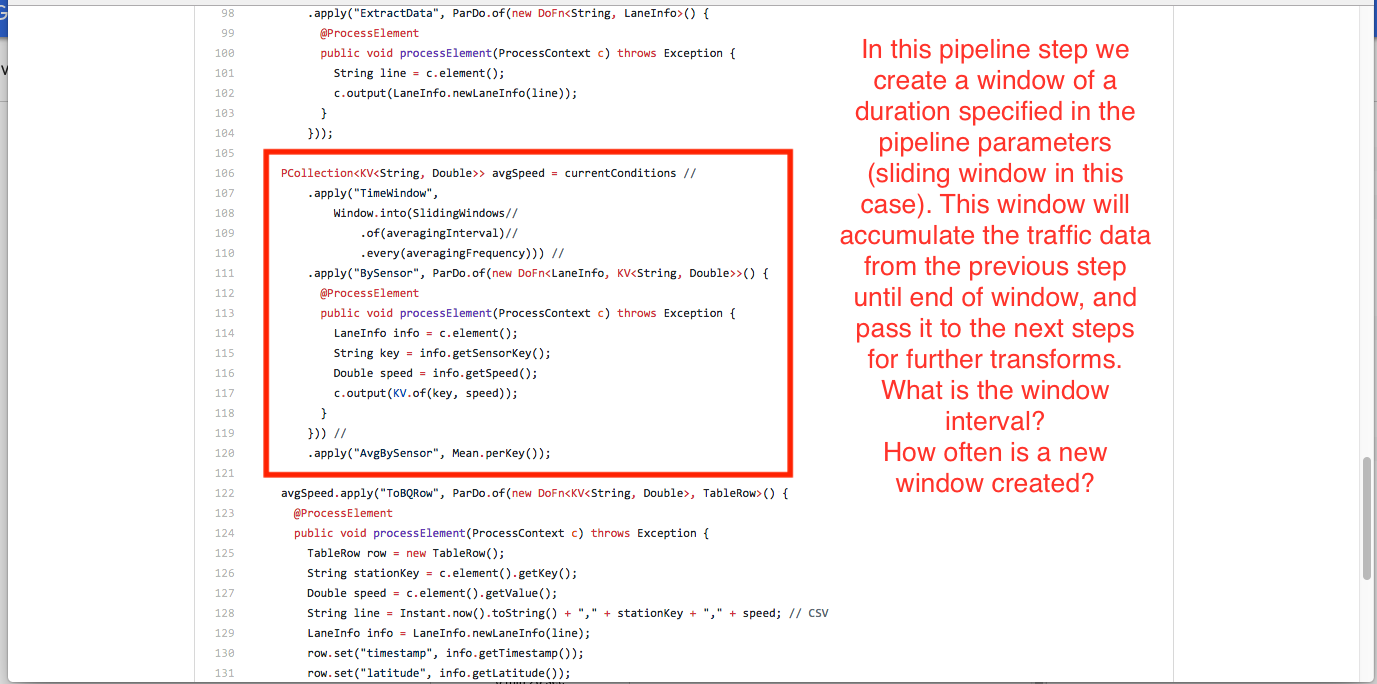 98 .apply("ExtractData", ParDo.of(new DoFn<String, LaneInfo>() {
99 @ProcessElement
100 public void processElement(ProcessContext c) throws Exception {
101 String line = c.element();
102 c.output(LaneInfo.newLaneInfo(line));
103 }
104 }));
105
106 PCollection<KV<String, Double>> avgSpeed = currentConditions //
107 .apply("TimeWindow",
108 Window.into(SlidingWindows//
109 .of(averagingInterval)//
110 .every(averagingFrequency))) //
111 .apply("BySensor", ParDo.of(new DoFn<LaneInfo, KV<String, Double>>() {
112 @ProcessElement
113 public void processElement(ProcessContext c) throws Exception {
114 LaneInfo info = c.element();
115 String key = info.getSensorKey();
116 Double speed = info.getSpeed();
117 c.output(KV.of(key, speed));
118 }
119 })) //
120 .apply("AvgBySensor", Mean.perKey());
121
122 avgSpeed.apply("ToBQRow", ParDo.of(new DoFn<KV<String, Double>, TableRow>() {
123 @ProcessElement
124 public void processElement(ProcessContext c) throws Exception {
125 TableRow row = new TableRow();
126 String stationKey = c.element().getKey();
127 Double speed = c.element().getValue();
128 String line = Instant.now().toString() + "," + stationKey + "," + speed; // CSV
129 LaneInfo info = LaneInfo.newLaneInfo(line);
130 row.set("timestamp", info.getTimestamp());
131 row.set("latitude", info.getLatitude());
In this pipeline step we
create a window of a
duration specified in the
pipeline parameters
(sliding window in this
case). This window will
accumulate the traffic data
from the previous step
until end of window, and
pass it to the next steps
for further transforms.
What is the window
interval?
How often is a new
window created?